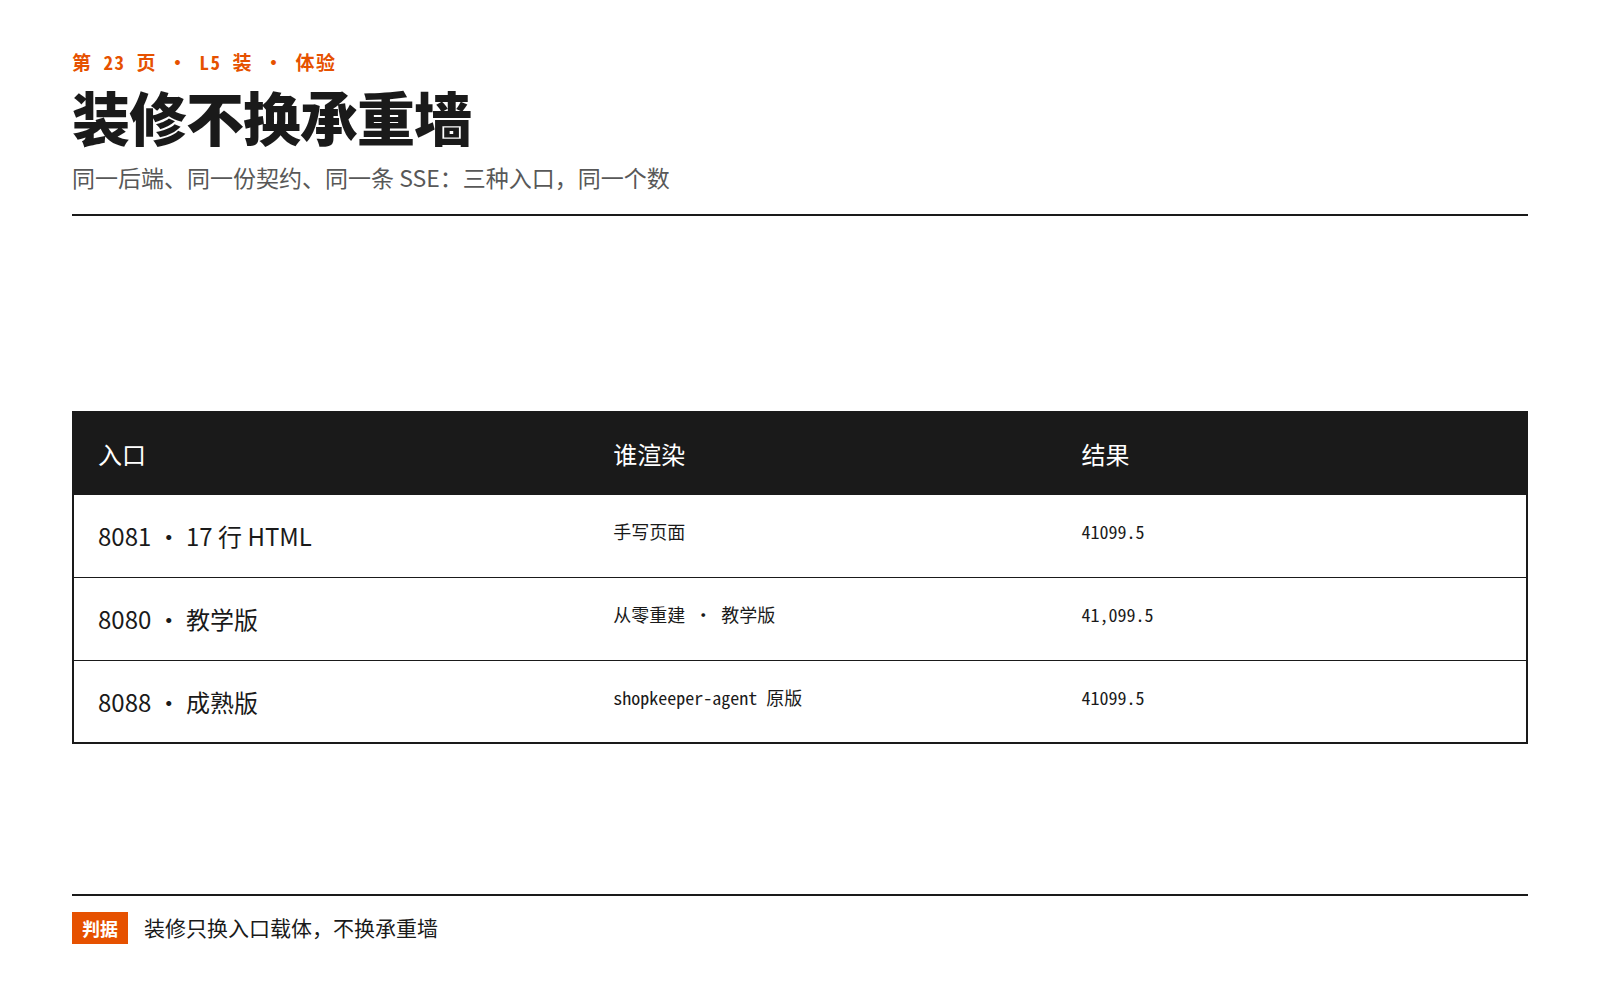 第 23 页 · L5 装 · 体验
装修不换承重墙
同一后端、同一份契约、同一条 SSE：三种入口，同一个数
入口 谁渲染 结果
8081 · 17 行 HTML 手写页面 41099.5
8080 · 教学版 从零重建 · 教学版 41,099.5
8088 · 成熟版 shopkeeper-agent 原版 41099.5
判据 装修只换入口载体，不换承重墙